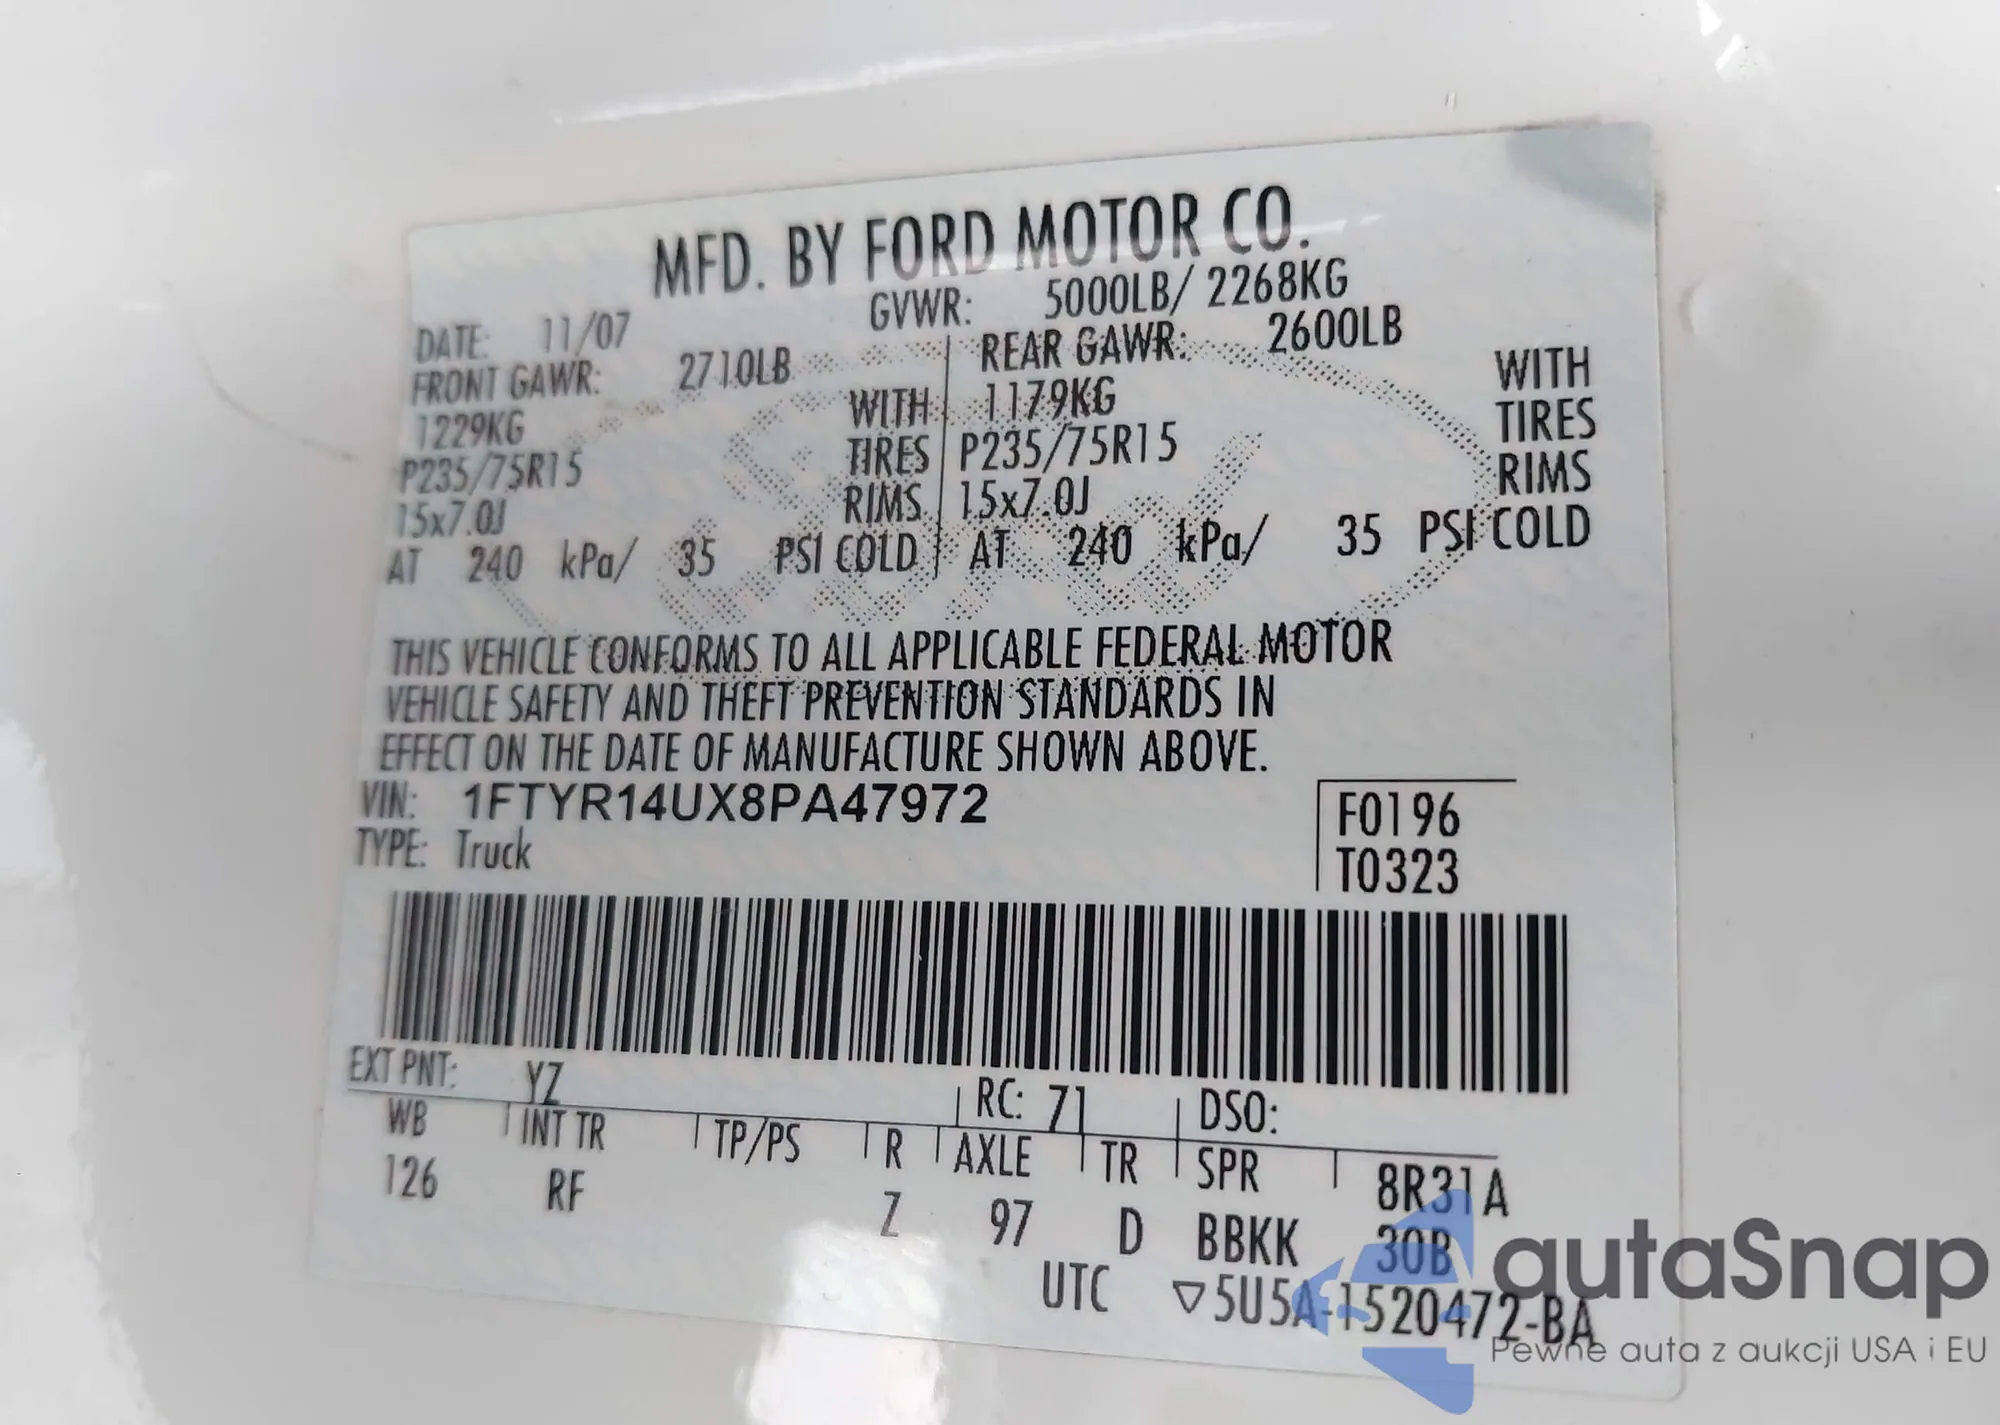 MFD. BY FORD MOTOR CO.
DATE: 11/07 GVWR: 5000LB/ 2268KG
FRONT GAWR: 2710LB REAR GAWR: 2600LB
1229KG WITH 1179KG WITH
P235/75R15 TIRES P235/75R15 TIRES
15x7.0J RIMS 15x7.0J RIMS
AT 240 kPa/ 35 PSI COLD AT 240 kPa/ 35 PSI COLD
THIS VEHICLE CONFORMS TO ALL APPLICABLE FEDERAL MOTOR
VEHICLE SAFETY AND THEFT PREVENTION STANDARDS IN
EFFECT ON THE DATE OF MANUFACTURE SHOWN ABOVE.
VIN: 1FTYR14UX8PA47972 F0196
TYPE: Truck T0323
EXT PNT: YZ RC: 71 DSO:
WB INT TR TP/PS R AXLE TR SPR 8R31A
126 RF Z 97 D BBKK 30B
UTC ▽5U5A-1520472-BA
autaSnap
Pewne auta z aukcji USA i EU